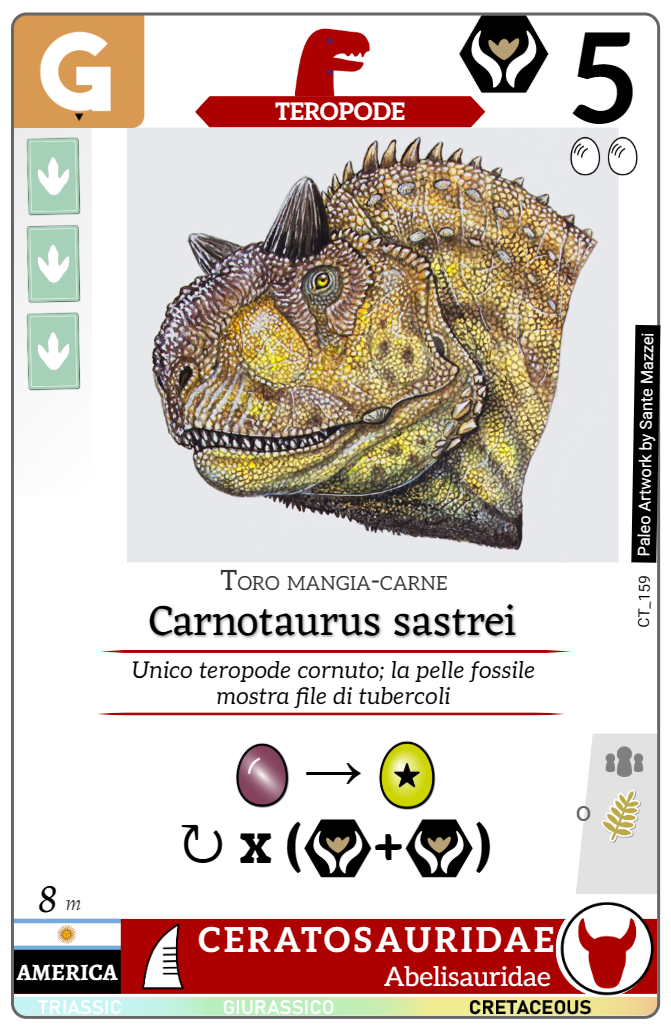 G
5
TEROPODE
Paleo Artwork by Sante Mazzei
CT_159
Toro mangia-carne
Carnotaurus sastrei
Unico teropode cornuto; la pelle fossile
mostra file di tubercoli
→
x ( + )
o
8 m
AMERICA
CERATOSAURIDAE
Abelisauridae
TRIASSIC GIURASSICO CRETACEOUS